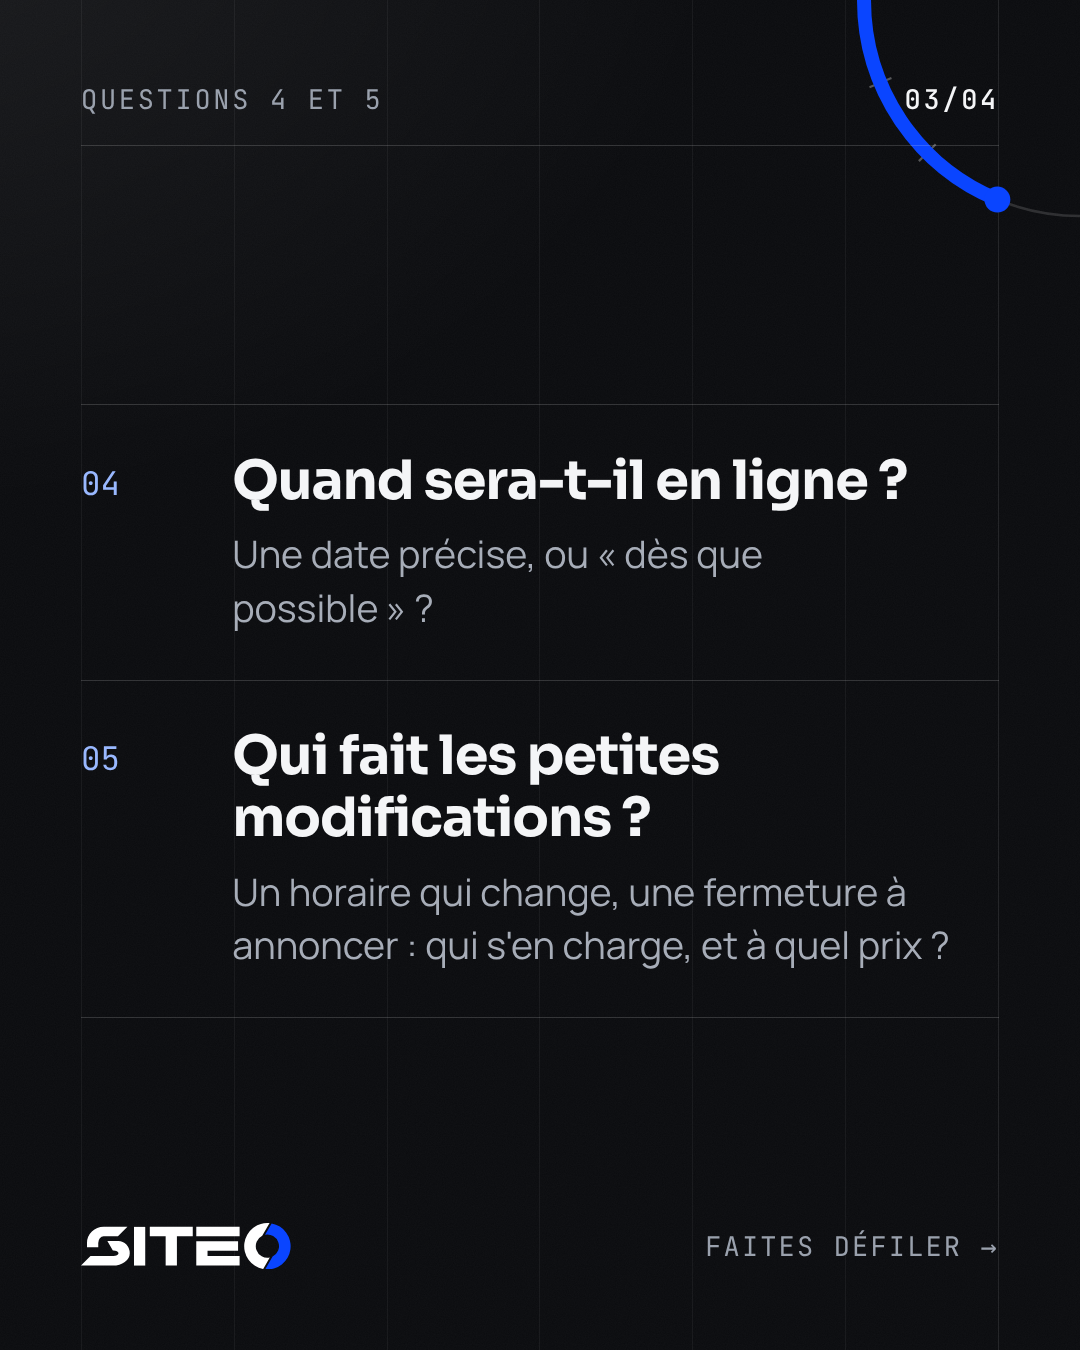 QUESTIONS 4 ET 5
03/04
04
Quand sera-t-il en ligne ?
Une date précise, ou « dès que
possible » ?
05
Qui fait les petites
modifications ?
Un horaire qui change, une fermeture à
annoncer : qui s'en charge, et à quel prix ?
SITEO
FAITES DÉFILER →